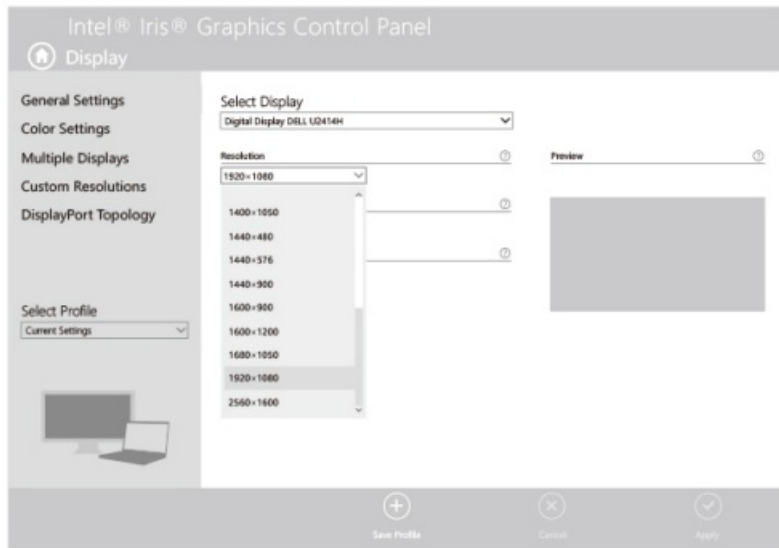 Intel® Iris® Graphics Control Panel
Display
General Settings
Color Settings
Multiple Displays
Custom Resolutions
DisplayPort Topology
Select Profile
Current Settings
Select Display
Digital Display DELL U2414H
Resolution
1920×1080
1400×1050
1440×480
1440×576
1440×900
1600×900
1600×1200
1680×1050
1920×1080
2560×1600
Preview
Save Profile
Cancel
Apply